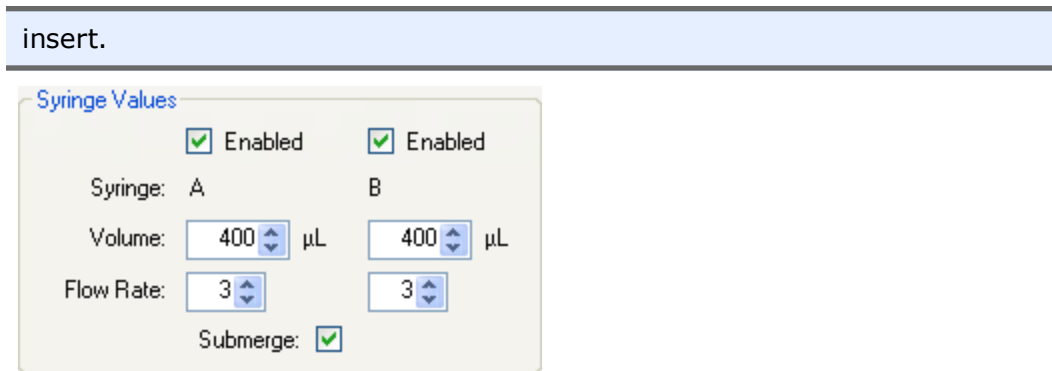 insert.
Syringe Values
Enabled Enabled
Syringe: A B
Volume: 400 µL 400 µL
Flow Rate: 3 3
Submerge: